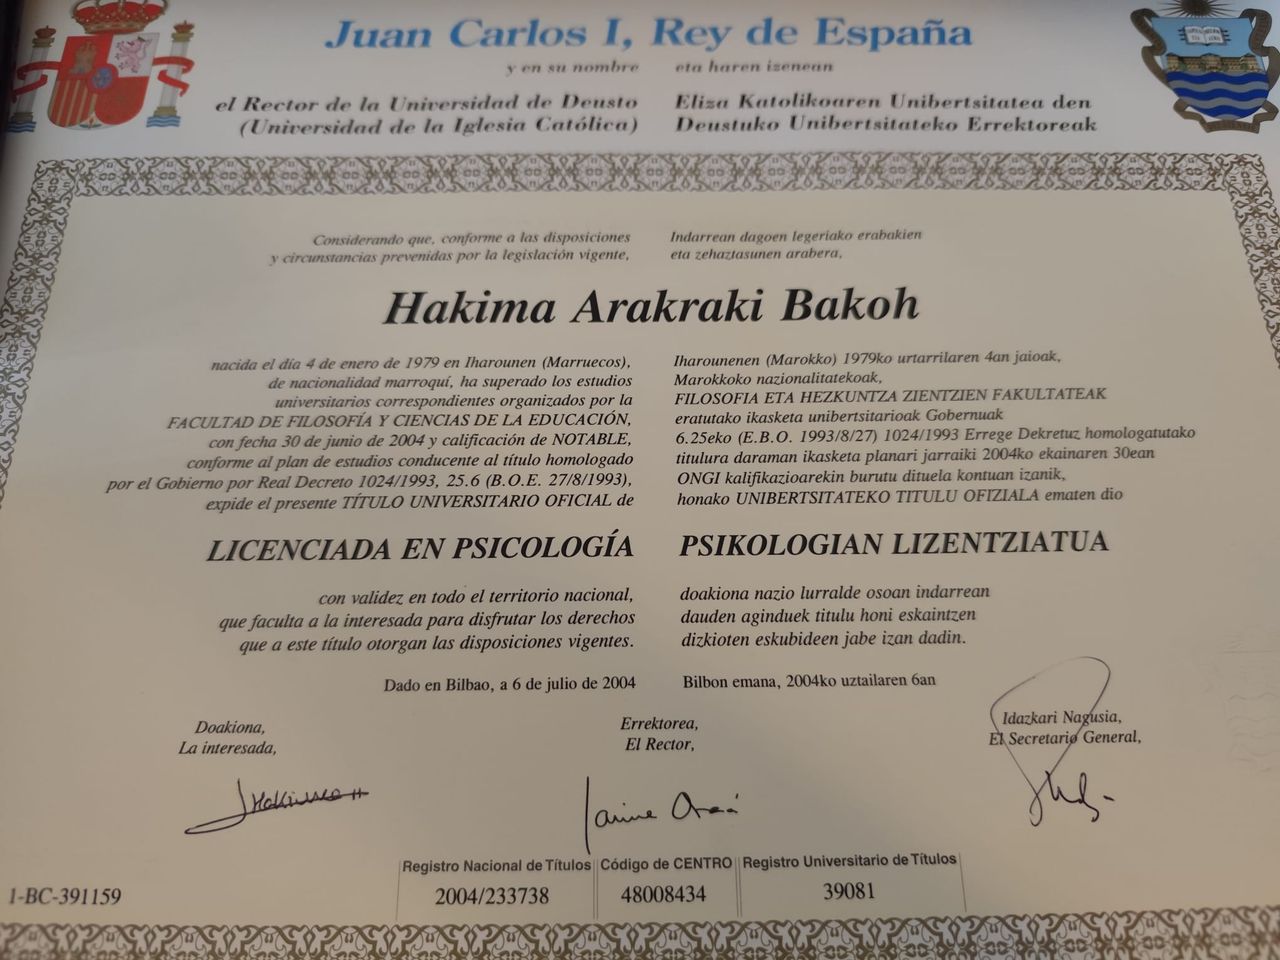 Juan Carlos I, Rey de España
y en su nombre
el Rector de la Universidad de Deusto
(Universidad de la Iglesia Católica)
eta haren izenean
Eliza Katolikoaren Unibertsitatea den
Deustuko Unibertsitateko Errektoreak
Considerando que, conforme a las disposiciones
y circunstancias prevenidas por la legislación vigente,
Indarrean dagoen legeriako erabakien
eta zehaztasunen arabera,
Hakima Arakraki Bakoh
nacida el día 4 de enero de 1979 en Iharounen (Marruecos),
de nacionalidad marroquí, ha superado los estudios
universitarios correspondientes organizados por la
FACULTAD DE FILOSOFÍA Y CIENCIAS DE LA EDUCACIÓN,
con fecha 30 de junio de 2004 y calificación de NOTABLE,
conforme al plan de estudios conducente al título homologado
por el Gobierno por Real Decreto 1024/1993, 25.6 (B.O.E. 27/8/1993),
expide el presente TÍTULO UNIVERSITARIO OFICIAL de
Iharounenen (Marokko) 1979ko urtarrilaren 4an jaioak,
Marokkoko nazionalitatekoak,
FILOSOFIA ETA HEZKUNTZA ZIENTZIEN FAKULTATEAK
eratutako ikasketa unibertsitarioak Gobernuak
6.25eko (E.B.O. 1993/8/27) 1024/1993 Errege Dekretuz homologatutako
titulura daraman ikasketa planari jarraiki 2004ko ekainaren 30ean
ONGI kalifikazioarekin burutu dituela kontuan izanik,
honako UNIBERTSITATEKO TITULU OFIZIALA ematen dio
LICENCIADA EN PSICOLOGÍA
PSIKOLOGIAN LIZENTZIATUA
con validez en todo el territorio nacional,
que faculta a la interesada para disfrutar los derechos
que a este título otorgan las disposiciones vigentes.
doakiona nazio lurralde osoan indarrean
dauden aginduek titulu honi eskaintzen
dizkioten eskubideen jabe izan dadin.
Dado en Bilbao, a 6 de julio de 2004
Bilbon emana, 2004ko uztailaren 6an
Doakiona,
La interesada,
Errektorea,
El Rector,
Idazkari Nagusia,
El Secretario General,
Hakima
Jaime
Registro Nacional de Títulos
2004/233738
Código de CENTRO
48008434
Registro Universitario de Títulos
39081
1-BC-391159